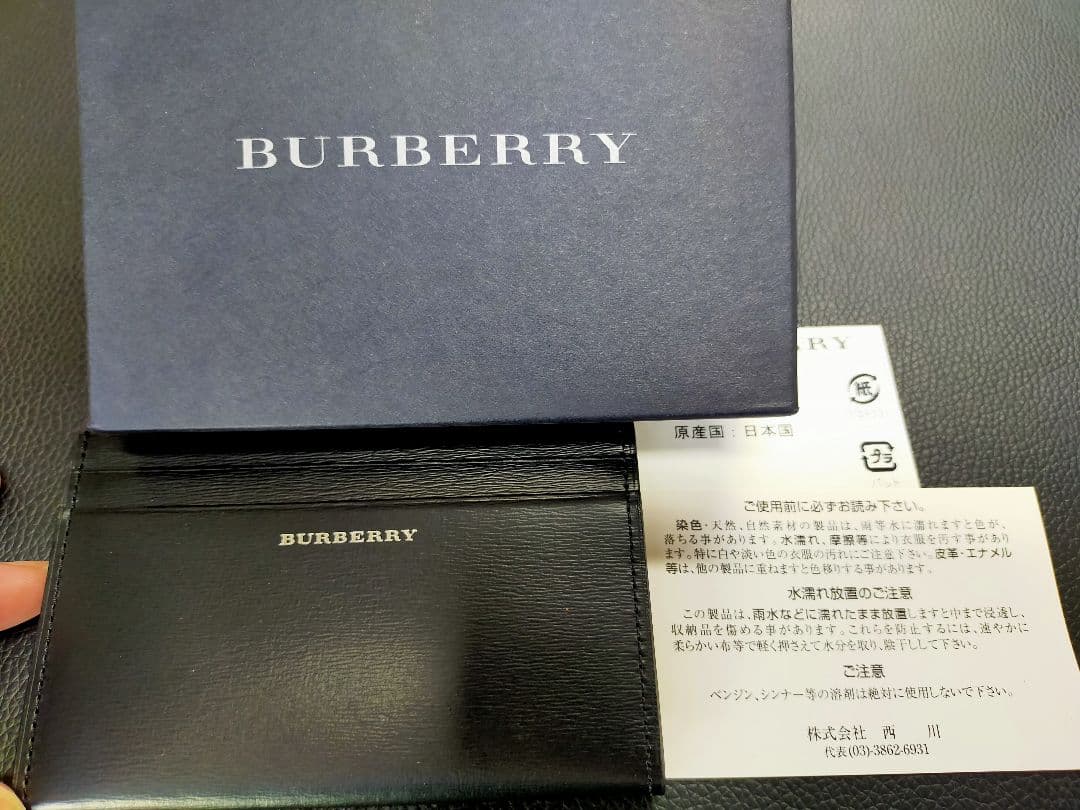 BURBERRY
RRY
紙
原産国：日本国
プラ
BURBERRY
ご使用前に必ずお読み下さい。
染色・天然、自然素材の製品は、雨等水に濡れますと色が、
落ちる事があります。水濡れ、摩擦等により衣服を汚す事があり
ます。特に白や淡い色の衣服の汚れにご注意下さい。皮革・エナメル
等は、他の製品に重ねますと色移りする事があります。
水濡れ放置のご注意
この製品は、雨水などに濡れたまま放置しますと中まで浸透し、
収納品を傷める事があります。これらを防止するには、速やかに
柔らかい布等で軽く押さえて水分を取り、陰干しして下さい。
ご注意
ベンジン、シンナー等の溶剤は絶対に使用しないで下さい。
株式会社 西 川
代表(03)-3862-6931